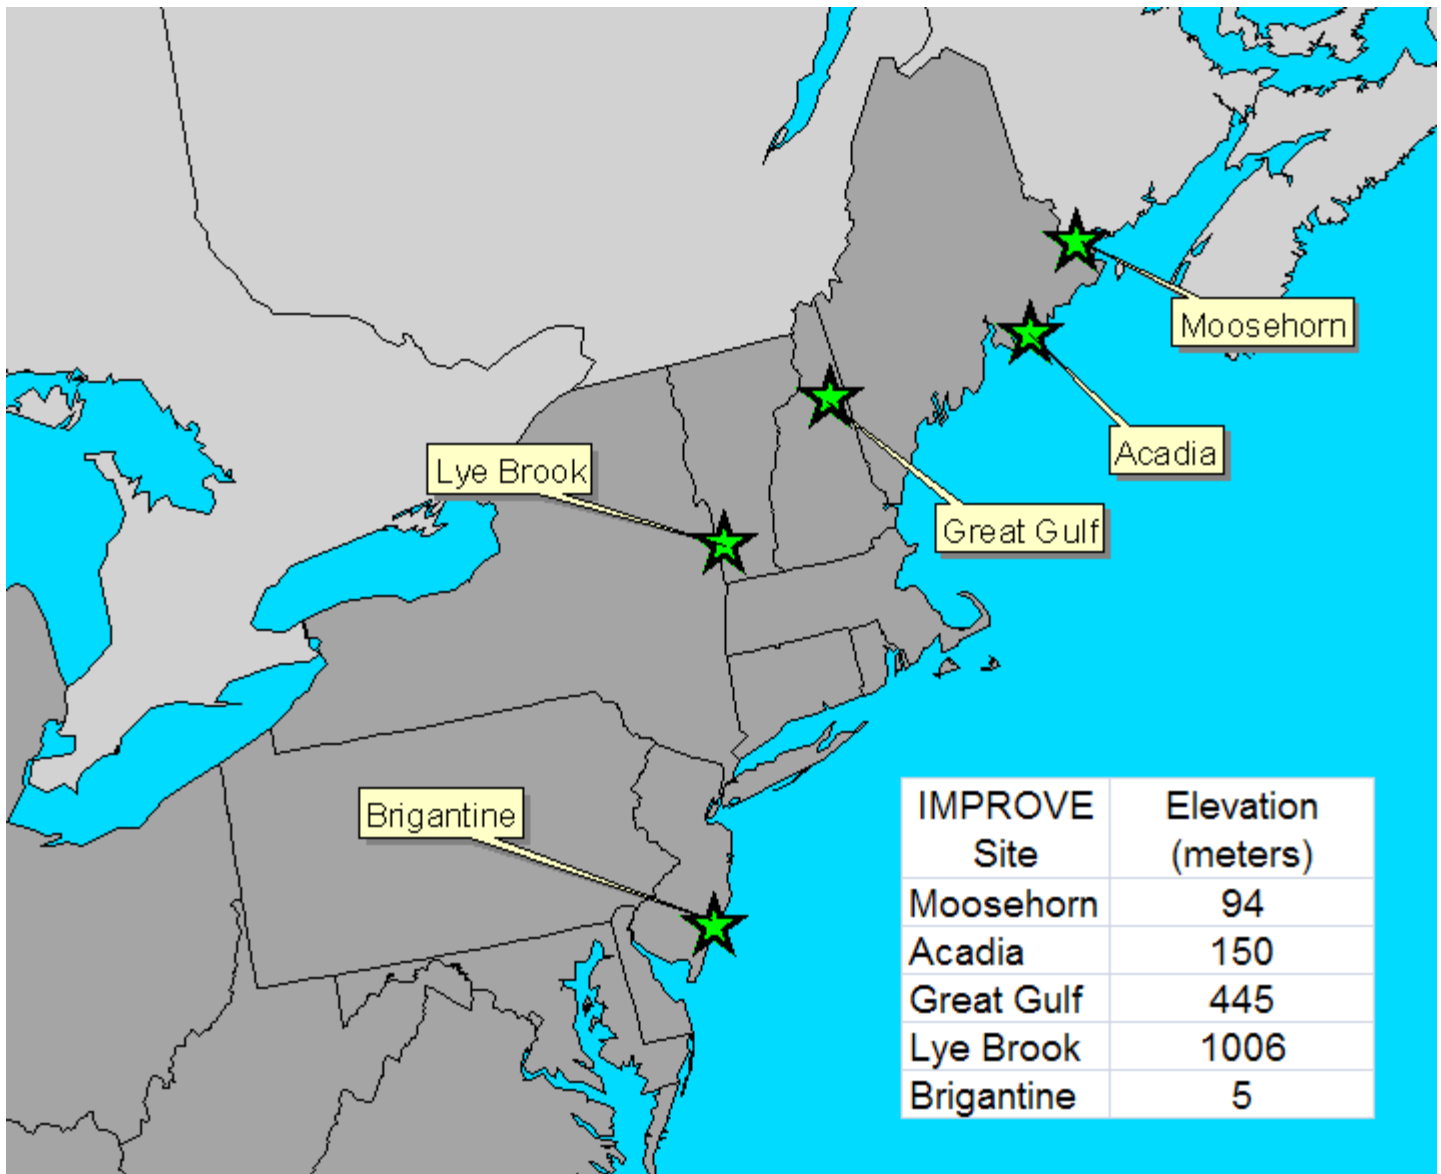 Moosehorn
Acadia
Lye Brook
Great Gulf
Brigantine
IMPROVE Site Elevation (meters)
Moosehorn 94
Acadia 150
Great Gulf 445
Lye Brook 1006
Brigantine 5